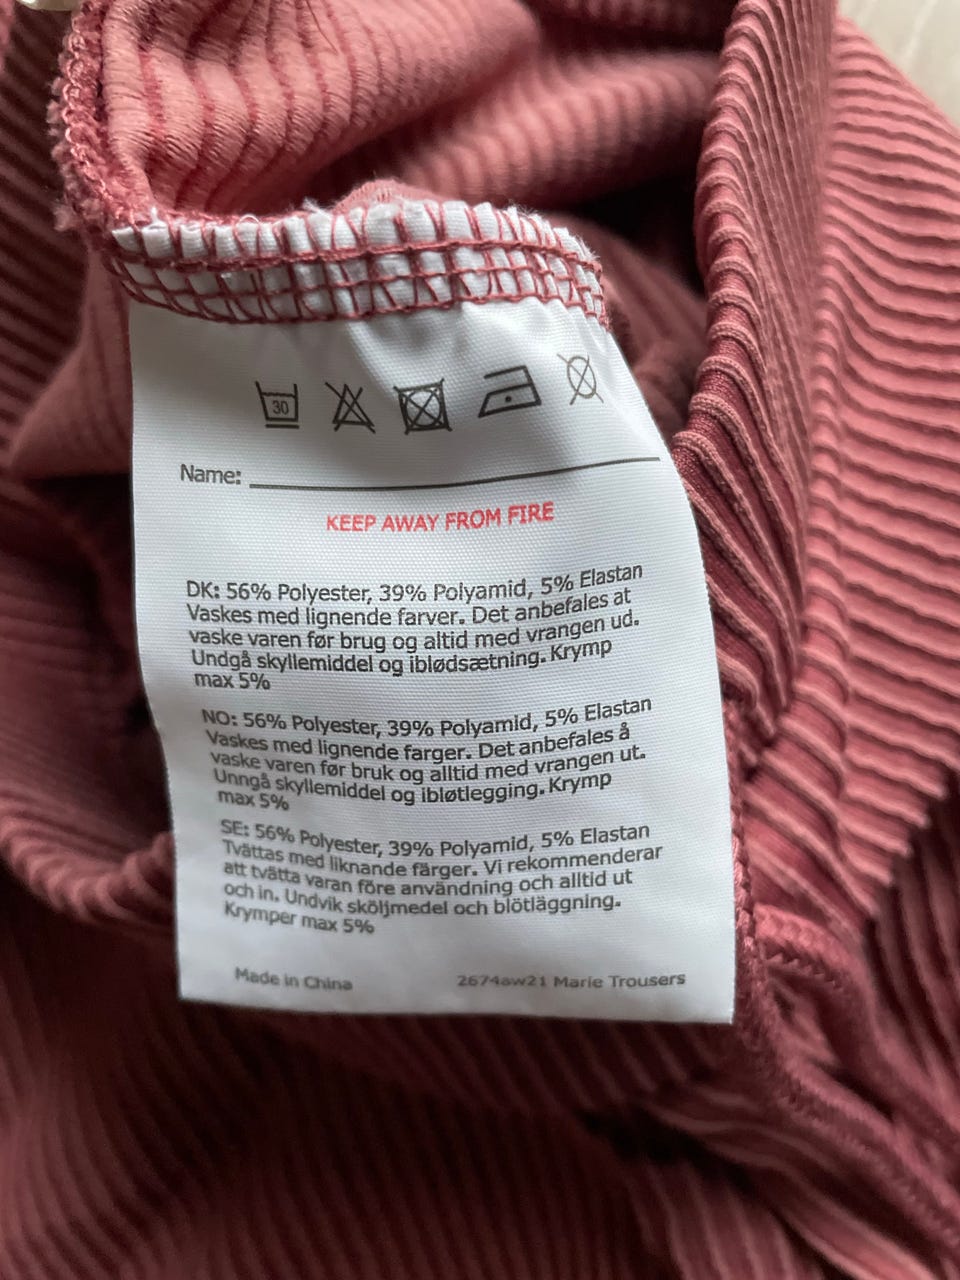 30
Name:
KEEP AWAY FROM FIRE
DK: 56% Polyester, 39% Polyamid, 5% Elastan
Vaskes med lignende farver. Det anbefales at
vaske varen før brug og altid med vrangen ud.
Undgå skyllemiddel og iblødsætning. Krymp
max 5%
NO: 56% Polyester, 39% Polyamid, 5% Elastan
Vaskes med lignende farger. Det anbefales å
vaske varen før bruk og alltid med vrangen ut.
Unngå skyllemiddel og ibløtlegging. Krymp
max 5%
SE: 56% Polyester, 39% Polyamid, 5% Elastan
Tvättas med liknande färger. Vi rekommenderar
att tvätta varan före användning och alltid ut
och in. Undvik sköljmedel och blötläggning.
Krymper max 5%
Made in China
2674aw21 Marie Trousers